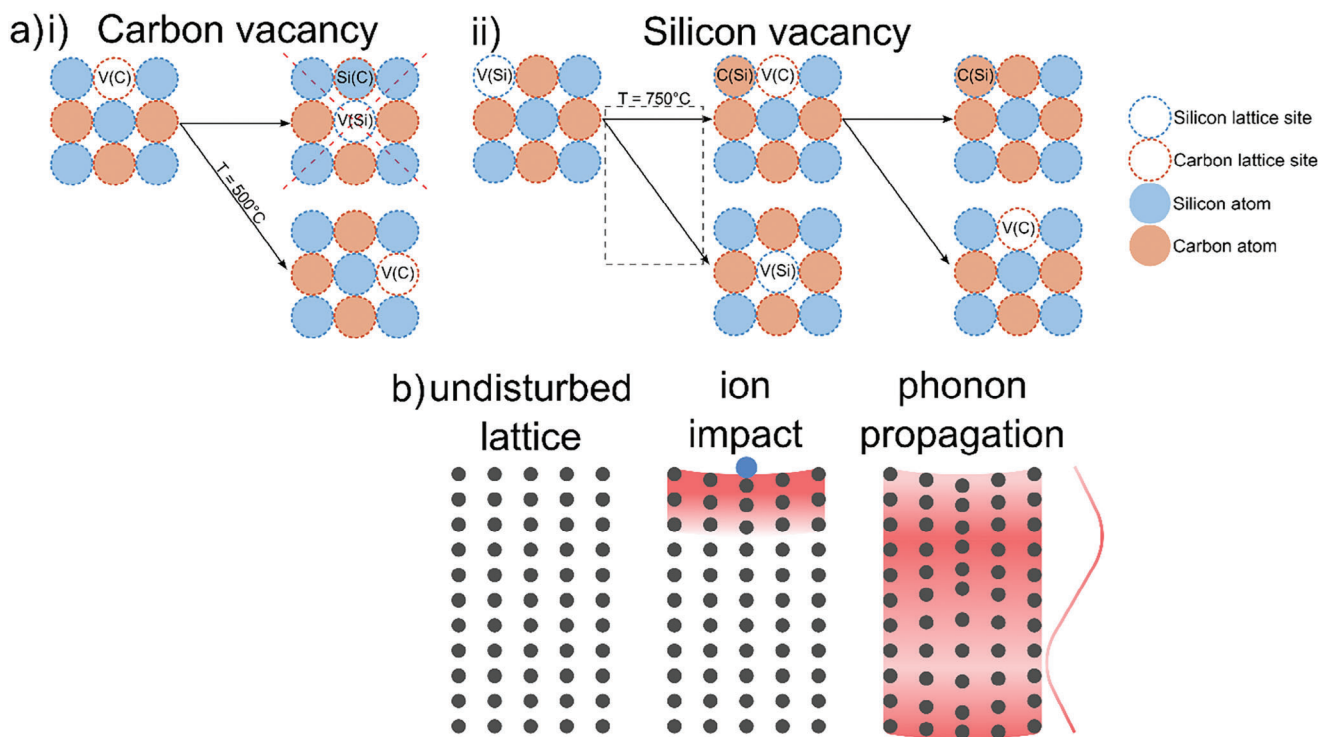 a)i) Carbon vacancy
ii) Silicon vacancy
V(C)
Si(C)
V(Si)
T = 500°C
V(C)
V(Si)
T = 750°C
C(Si) V(C)
V(Si)
C(Si)
V(C)
Silicon lattice site
Carbon lattice site
Silicon atom
Carbon atom
b) undisturbed
lattice
ion
impact
phonon
propagation